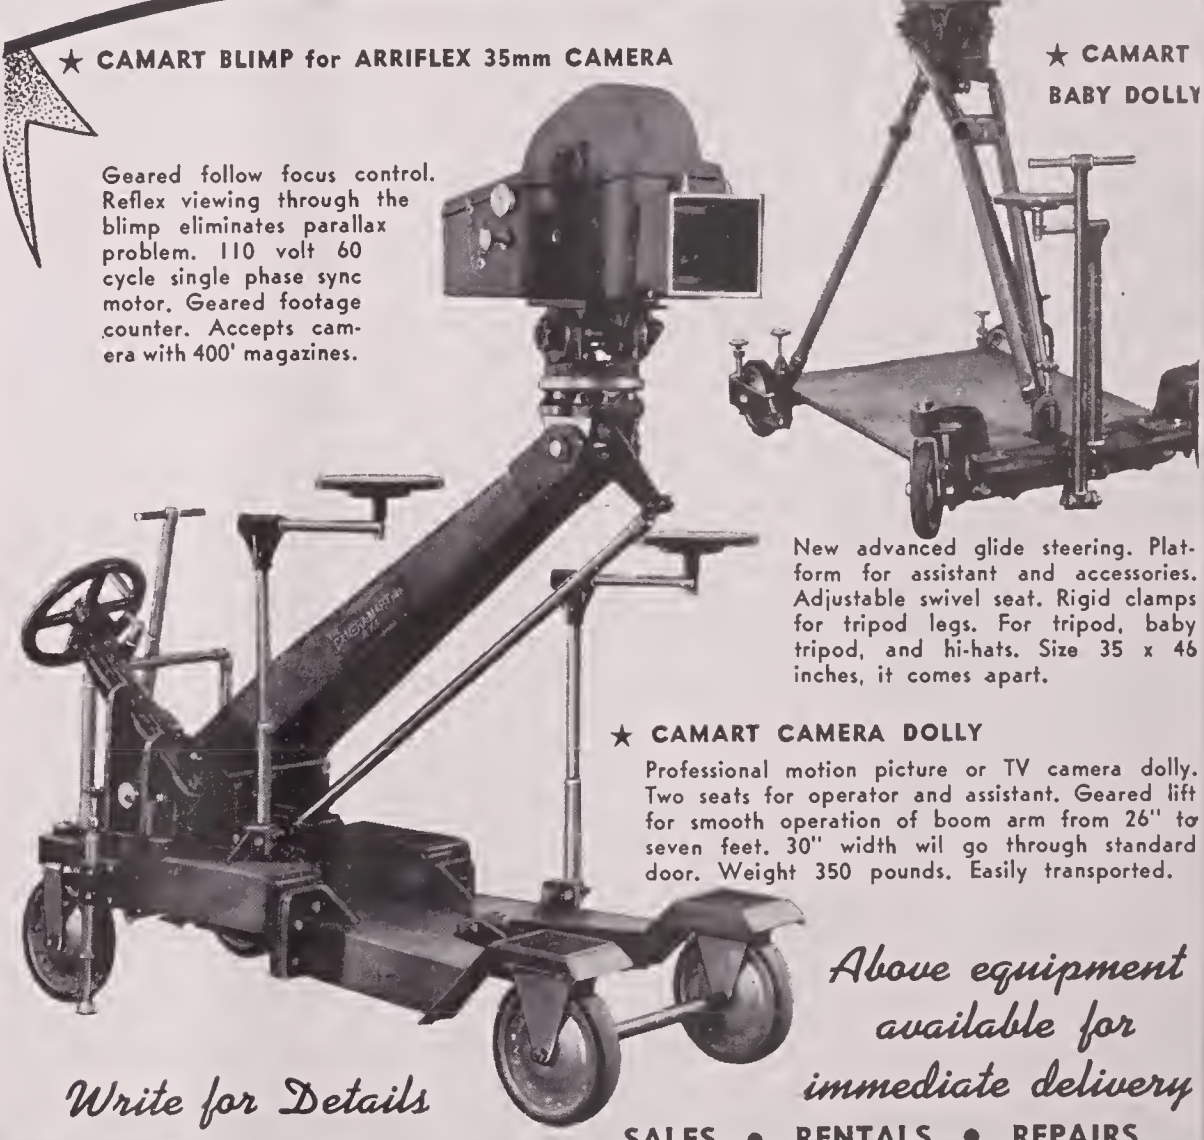 ★ CAMART BLIMP for ARRIFLEX 35mm CAMERA
Geared follow focus control.
Reflex viewing through the
blimp eliminates parallax
problem. 110 volt 60
cycle single phase sync
motor. Geared footage
counter. Accepts cam-
era with 400' magazines.
★ CAMART
BABY DOLLY
New advanced glide steering. Plat-
form for assistant and accessories.
Adjustable swivel seat. Rigid clamps
for tripod legs. For tripod, baby
tripod, and hi-hats. Size 35 x 46
inches, it comes apart.
★ CAMART CAMERA DOLLY
Professional motion picture or TV camera dolly.
Two seats for operator and assistant. Geared lift
for smooth operation of boom arm from 26" to
seven feet. 30" width wil go through standard
door. Weight 350 pounds. Easily transported.
Above equipment
available for
immediate delivery
Write for Details
SALES • RENTALS • REPAIRS